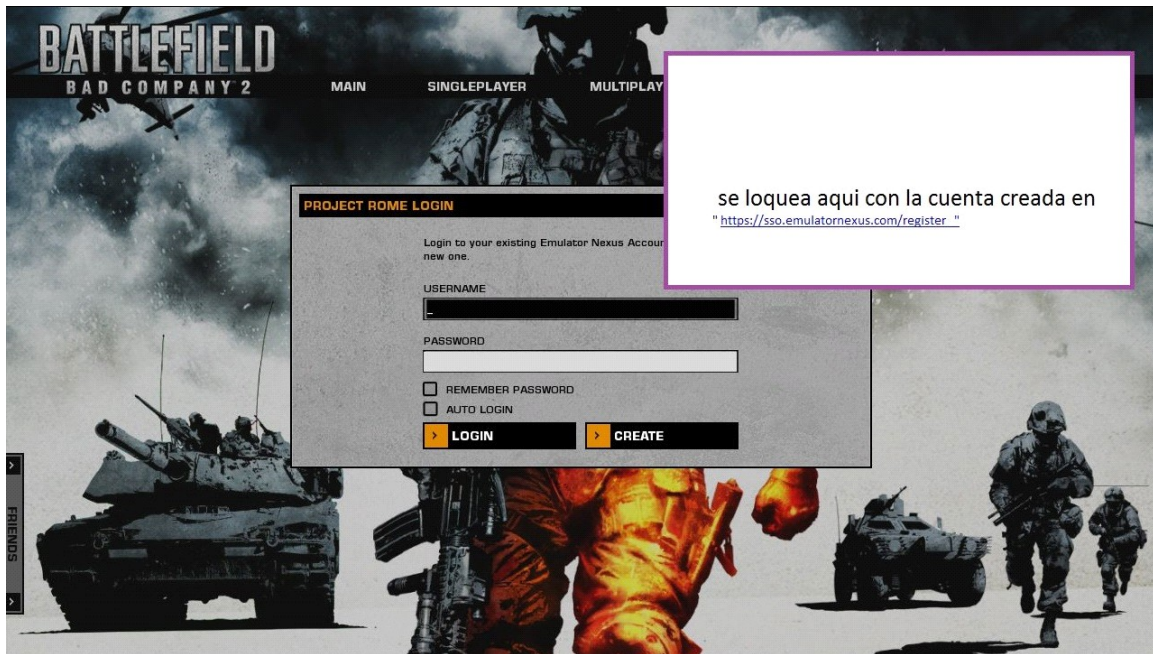 BATTLEFIELD
BAD COMPANY 2
MAIN
SINGLEPLAYER
MULTIPLAY
se loquea aqui con la cuenta creada en
" https://sso.emulatornexus.com/register "
PROJECT ROME LOGIN
Login to your existing Emulator Nexus Accour
new one.
USERNAME
PASSWORD
REMEMBER PASSWORD
AUTO LOGIN
LOGIN
CREATE
FRIENDS